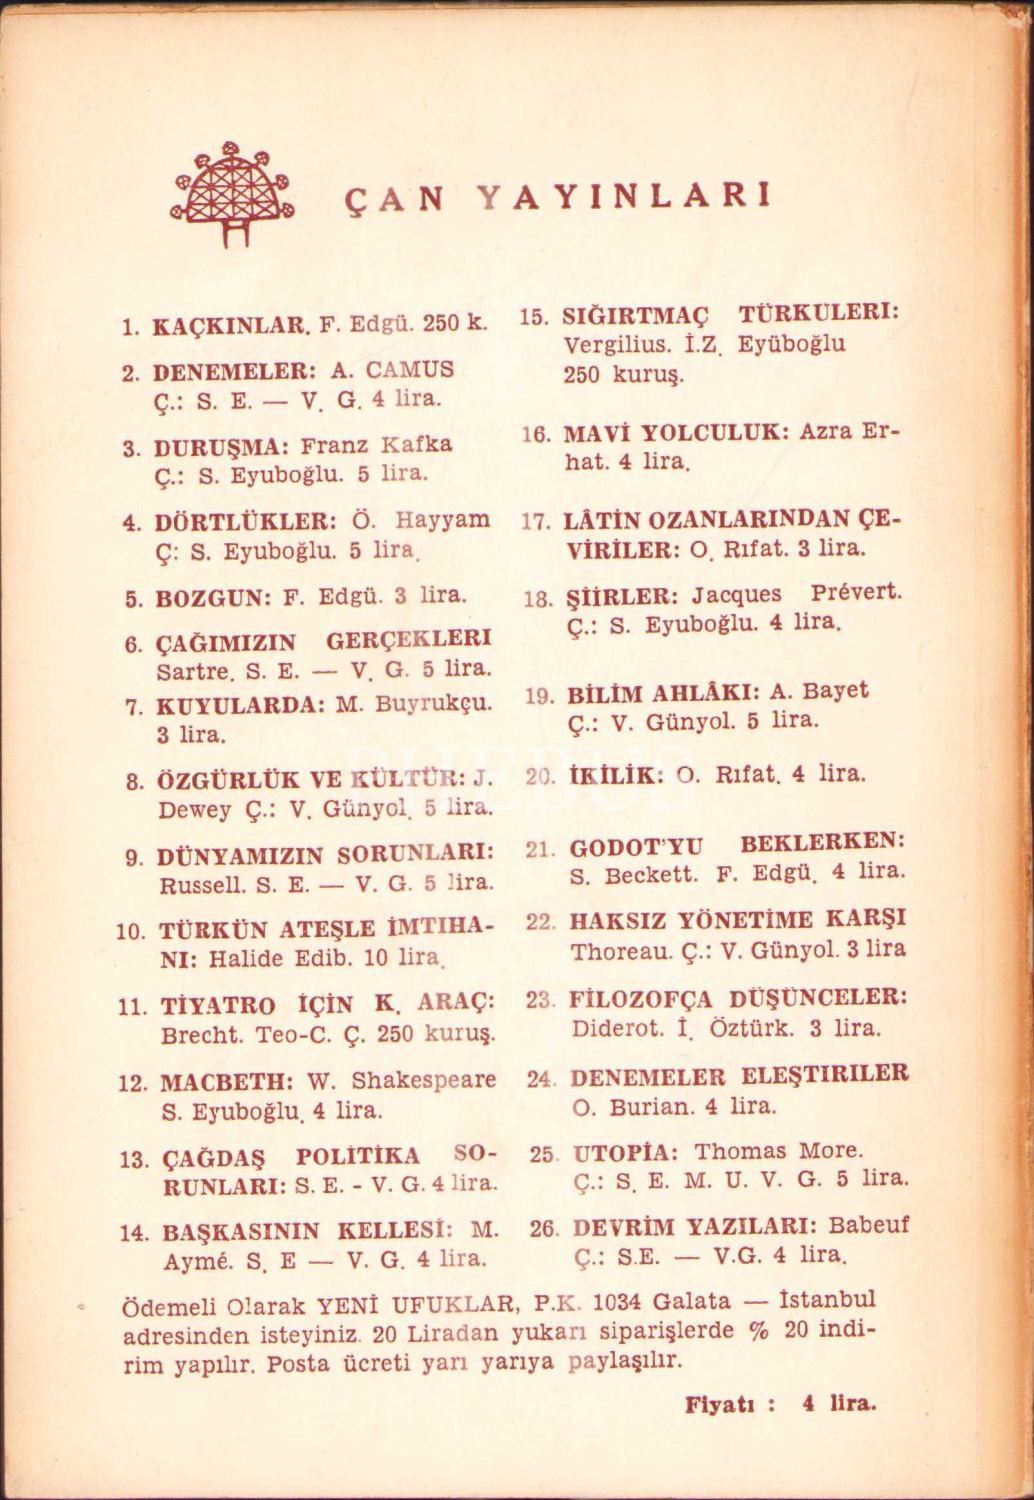 ÇAN YAYINLARI
1. KAÇKINLAR. F. Edgü. 250 k.
2. DENEMELER: A. CAMUS
Ç.: S. E. — V. G. 4 lira.
3. DURUŞMA: Franz Kafka
Ç.: S. Eyuboğlu. 5 lira.
4. DÖRTLÜKLER: Ö. Hayyam
Ç: S. Eyuboğlu. 5 lira.
5. BOZGUN: F. Edgü. 3 lira.
6. ÇAĞIMIZIN GERÇEKLERI
Sartre. S. E. — V. G. 5 lira.
7. KUYULARDA: M. Buyrukçu.
3 lira.
8. ÖZGÜRLÜK VE KÜLTÜR: J.
Dewey Ç.: V. Günyol. 5 lira.
9. DÜNYAMIZIN SORUNLARI:
Russell. S. E. — V. G. 5 lira.
10. TÜRKÜN ATEŞLE İMTIHA-
NI: Halide Edib. 10 lira.
11. TİYATRO İÇİN K. ARAÇ:
Brecht. Teo-C. Ç. 250 kuruş.
12. MACBETH: W. Shakespeare
S. Eyuboğlu. 4 lira.
13. ÇAĞDAŞ POLİTİKA SO-
RUNLARI: S. E. - V. G. 4 lira.
14. BAŞKASININ KELLESİ: M.
Aymé. S. E — V. G. 4 lira.
15. SIĞIRTMAÇ TÜRKÜLERI:
Vergilius. İ.Z. Eyüboğlu
250 kuruş.
16. MAVİ YOLCULUK: Azra Er-
hat. 4 lira.
17. LÂTİN OZANLARINDAN ÇE-
VİRİLER: O. Rıfat. 3 lira.
18. ŞİİRLER: Jacques Prévert.
Ç.: S. Eyuboğlu. 4 lira.
19. BİLİM AHLÂKI: A. Bayet
Ç.: V. Günyol. 5 lira.
20. İKİLİK: O. Rıfat. 4 lira.
21. GODOT'YU BEKLERKEN:
S. Beckett. F. Edgü. 4 lira.
22. HAKSIZ YÖNETİME KARŞI
Thoreau. Ç.: V. Günyol. 3 lira
23. FİLOZOFÇA DÜŞÜNCELER:
Diderot. İ. Öztürk. 3 lira.
24. DENEMELER ELEŞTIRILER
O. Burian. 4 lira.
25. UTOPİA: Thomas More.
Ç.: S. E. M. U. V. G. 5 lira.
26. DEVRİM YAZILARI: Babeuf
Ç.: S.E. — V.G. 4 lira.
Ödemeli Olarak YENİ UFUKLAR, P.K. 1034 Galata — İstanbul
adresinden isteyiniz. 20 Liradan yukarı siparişlerde % 20 indi-
rim yapılır. Posta ücreti yarı yarıya paylaşılır.
Fiyatı : 4 lira.